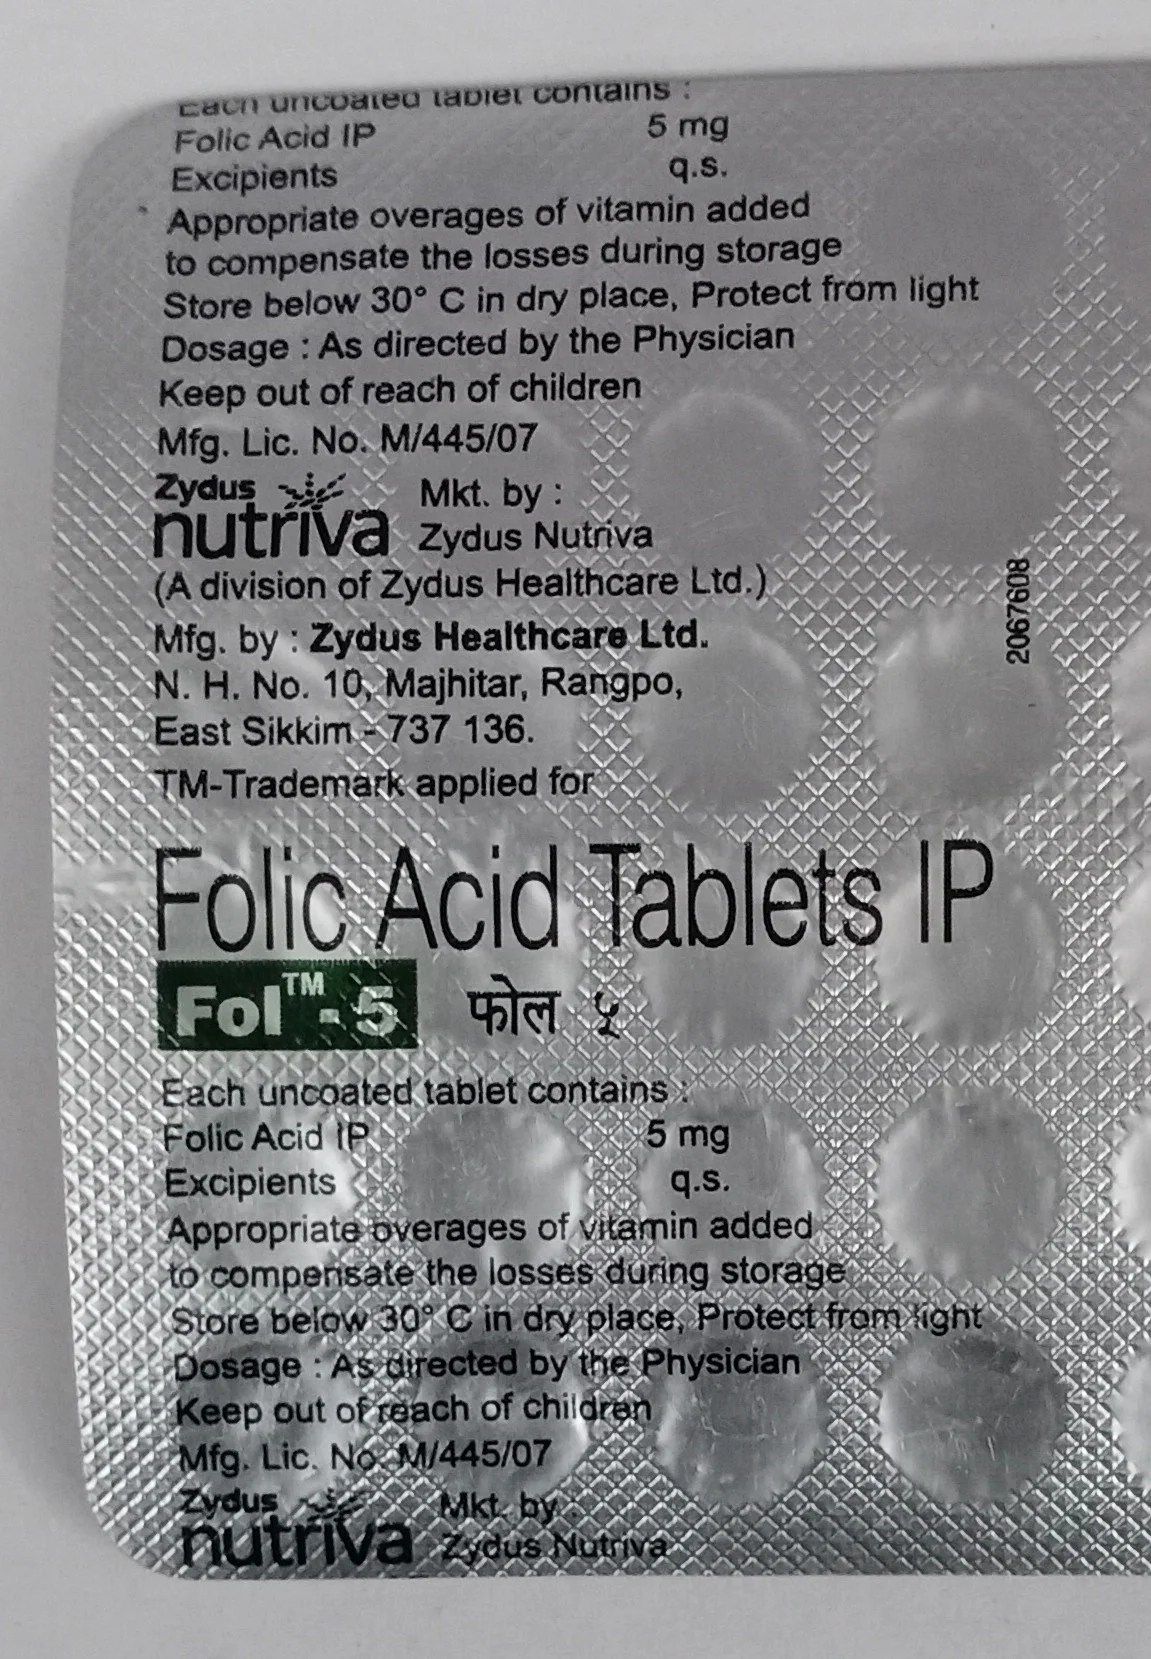 Each uncoated tablet contains :
Folic Acid IP 5 mg
Excipients q.s.
Appropriate overages of vitamin added
to compensate the losses during storage
Store below 30° C in dry place, Protect from light
Dosage : As directed by the Physician
Keep out of reach of children
Mfg. Lic. No. M/445/07
Zydus
nutriva
Mkt. by :
Zydus Nutriva
(A division of Zydus Healthcare Ltd.)
Mfg. by : Zydus Healthcare Ltd.
N. H. No. 10, Majhitar, Rangpo,
East Sikkim - 737 136.
TM-Trademark applied for
2067608
Folic Acid Tablets IP
Fol™-5 फोल ५
Each uncoated tablet contains :
Folic Acid IP 5 mg
Excipients q.s.
Appropriate overages of vitamin added
to compensate the losses during storage
Store below 30° C in dry place, Protect from light
Dosage : As directed by the Physician
Keep out of reach of children
Mfg. Lic. No. M/445/07
Zydus
nutriva
Mkt. by :
Zydus Nutriva